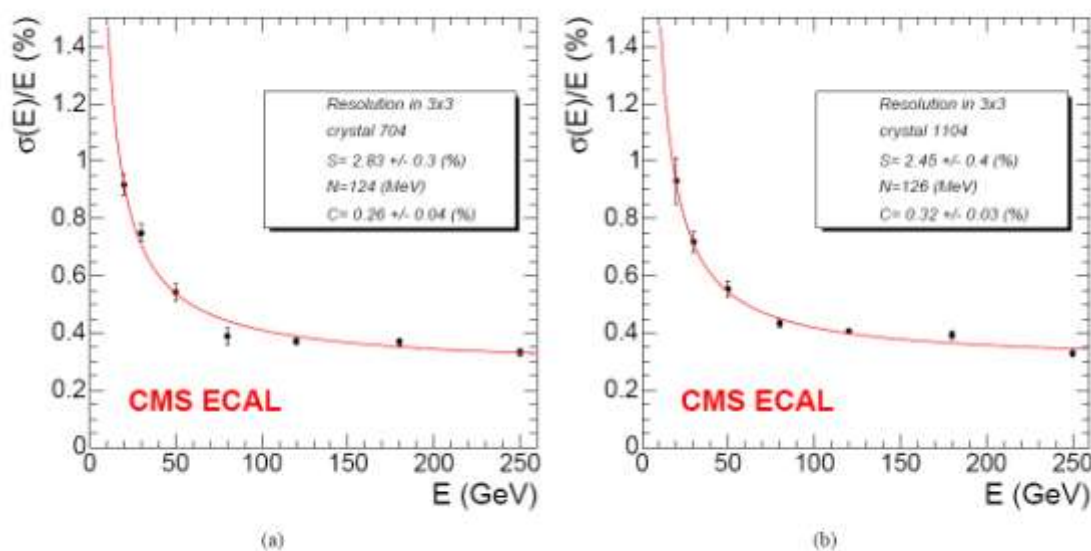 σ(E)/E (%)
1.4
1.2
1
0.8
0.6
0.4
0.2
0
Resolution in 3x3
crystal 704
S= 2.83 +/- 0.3 (%)
N=124 (MeV)
C= 0.26 +/- 0.04 (%)
CMS ECAL
0 50 100 150 200 250
E (GeV)
(a)
σ(E)/E (%)
1.4
1.2
1
0.8
0.6
0.4
0.2
0
Resolution in 3x3
crystal 1104
S= 2.45 +/- 0.4 (%)
N=126 (MeV)
C= 0.32 +/- 0.03 (%)
CMS ECAL
0 50 100 150 200 250
E (GeV)
(b)